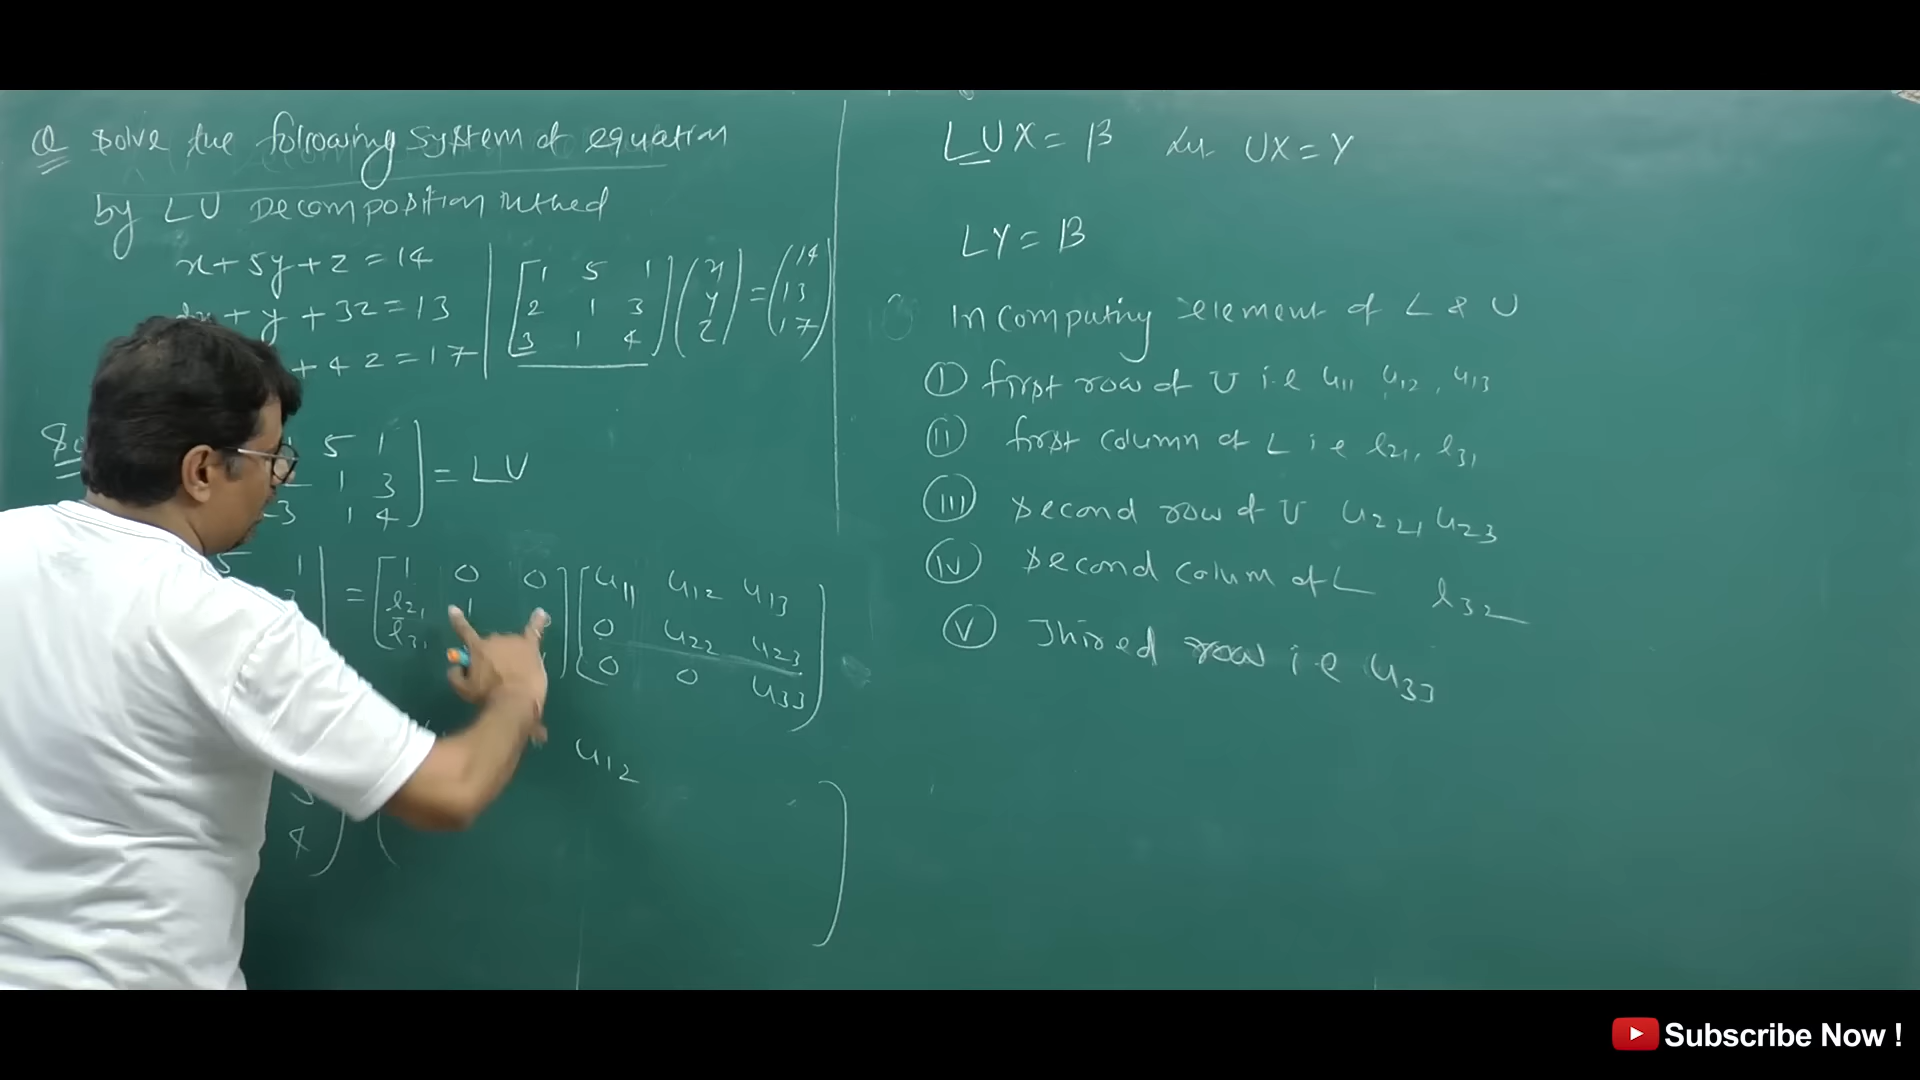 Q Solve the following system of equation
by LU Decomposition method
x + 5y + z = 14
+ y + 3z = 13
+ 4z = 17
[1 5 1
2 1 3
3 1 4] (x
y
z) = (14
13
17)
5 1
1 3 = LU
3 1 4
5 1
= [1 0 0
l21 1
l31
[u11 u12 u13
0 u22 u23
0 0 u33]
u12
LUX = B Let UX = Y
LY = B
In computing element of L & U
(I) first row of U i.e u11 u12, u13
(II) first column of L i e l21, l31
(III) second row of U u22, u23
(IV) second colum of L l32
(V) Thired row i e u33
Subscribe Now !